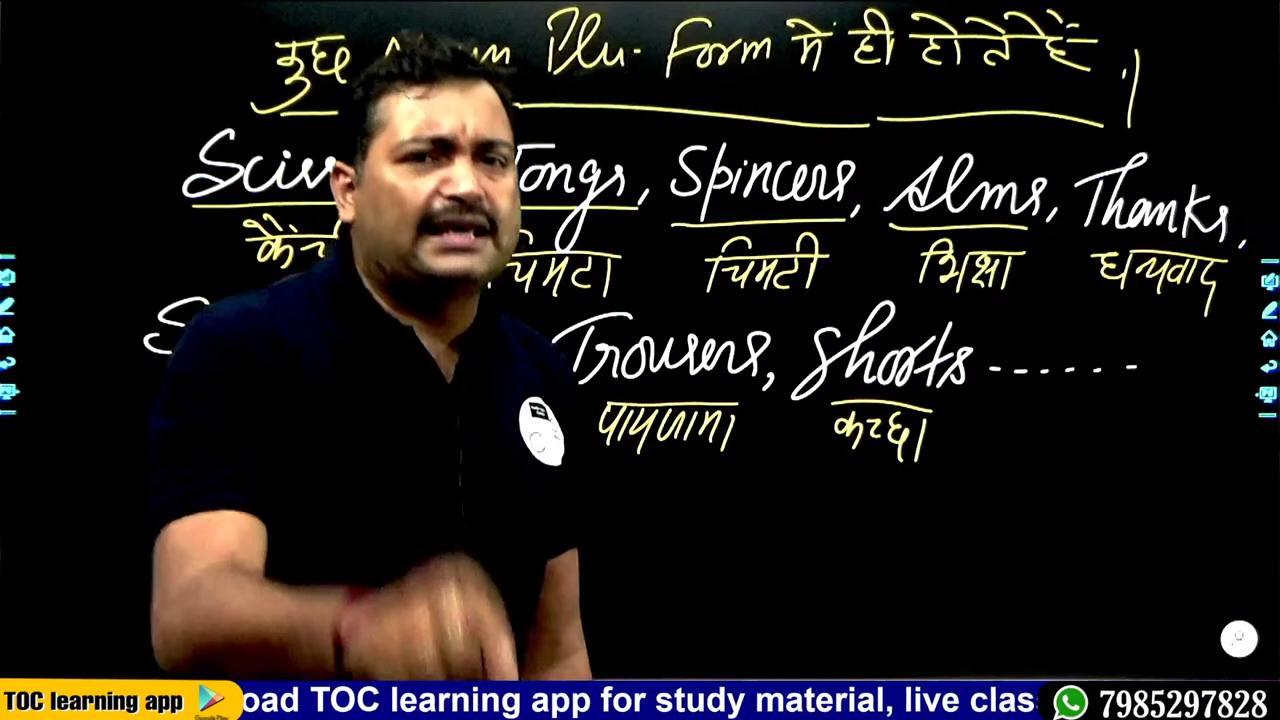 कुछ Plu. Form में ही होते हैं ।
Tongs, Spincers, Alms, Thanks,
चिमटा चिमटी भिक्षा धन्यवाद
Trousers, Shorts ------
पायजामा कच्छा
TOC learning app oad TOC learning app for study material, live clas 7985297828